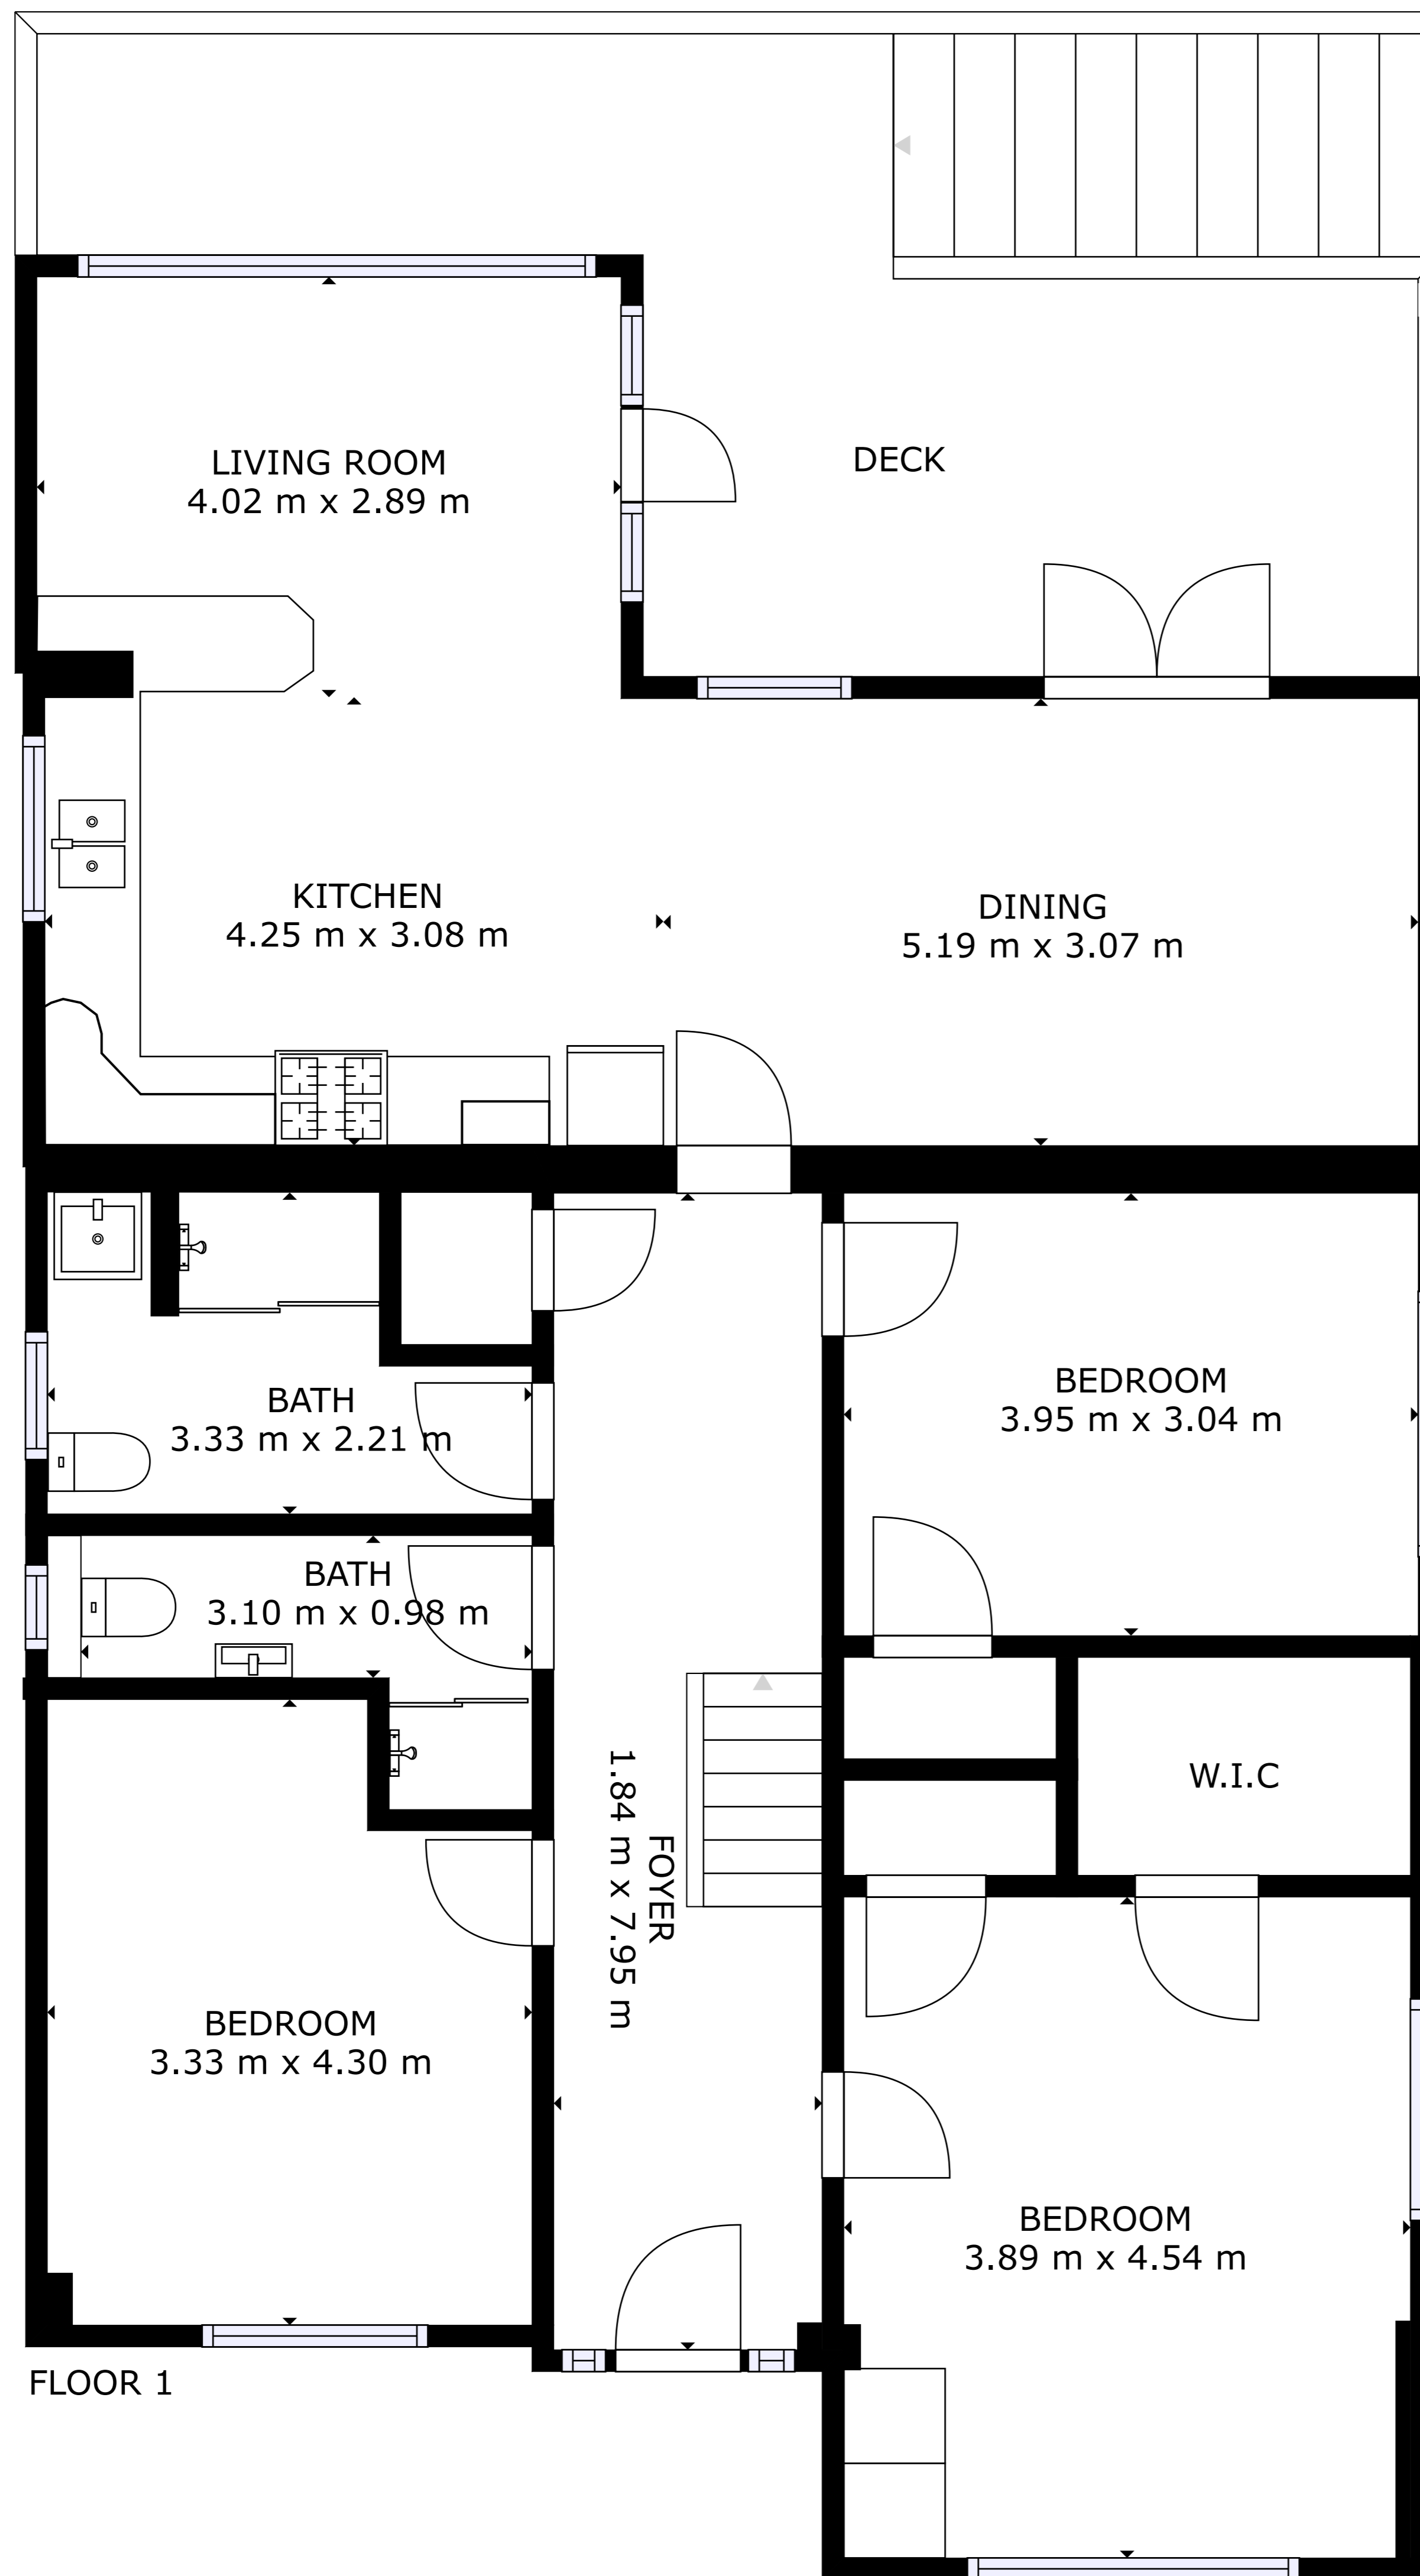 DECK
LIVING ROOM
4.02 m x 2.89 m
KITCHEN
4.25 m x 3.08 m
DINING
5.19 m x 3.07 m
BATH
3.33 m x 2.21 m
BEDROOM
3.95 m x 3.04 m
BATH
3.10 m x 0.98 m
W.I.C
FOYER
1.84 m x 7.95 m
BEDROOM
3.33 m x 4.30 m
BEDROOM
3.89 m x 4.54 m
FLOOR 1